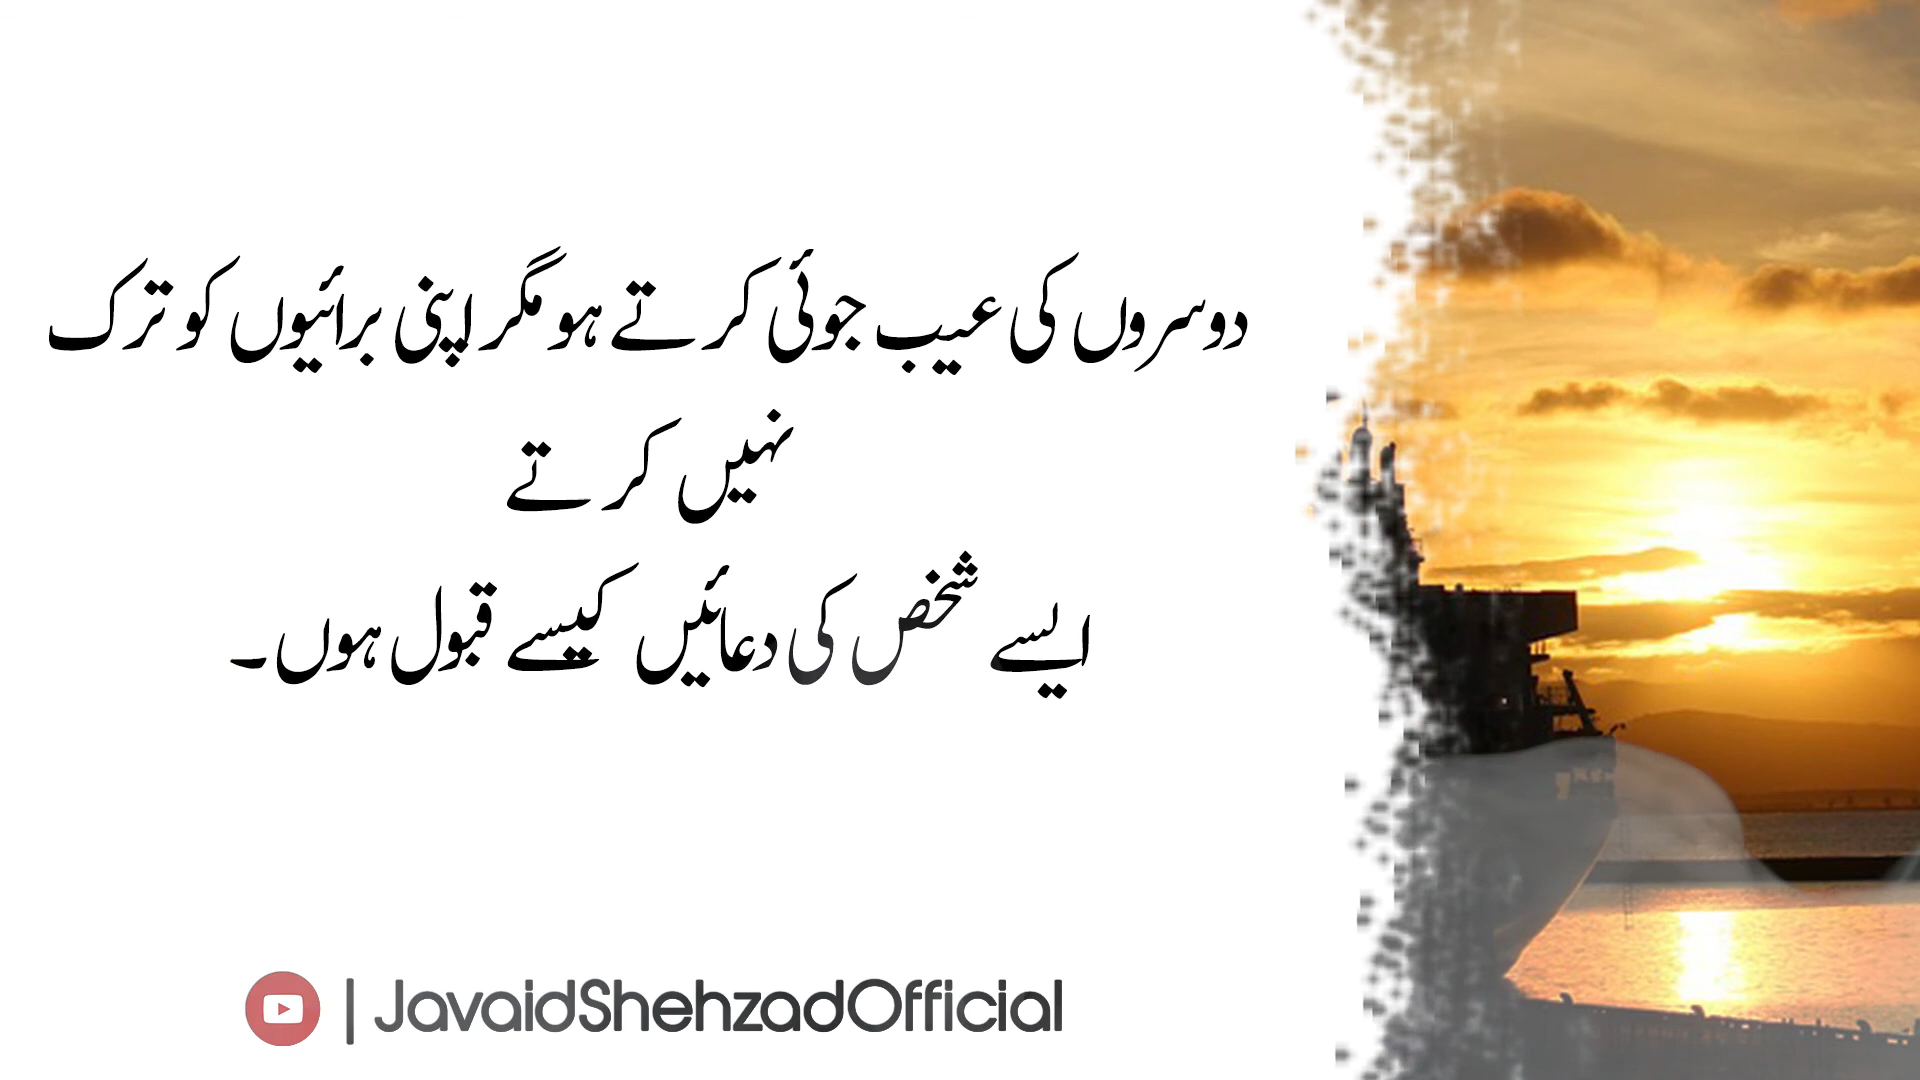 دوسروں کی عیب جوئی کرتے ہو مگر اپنی برائیوں کو ترک
نہیں کرتے
ایسے شخص کی دعائیں کیسے قبول ہوں۔
| JavaidShehzadOfficial